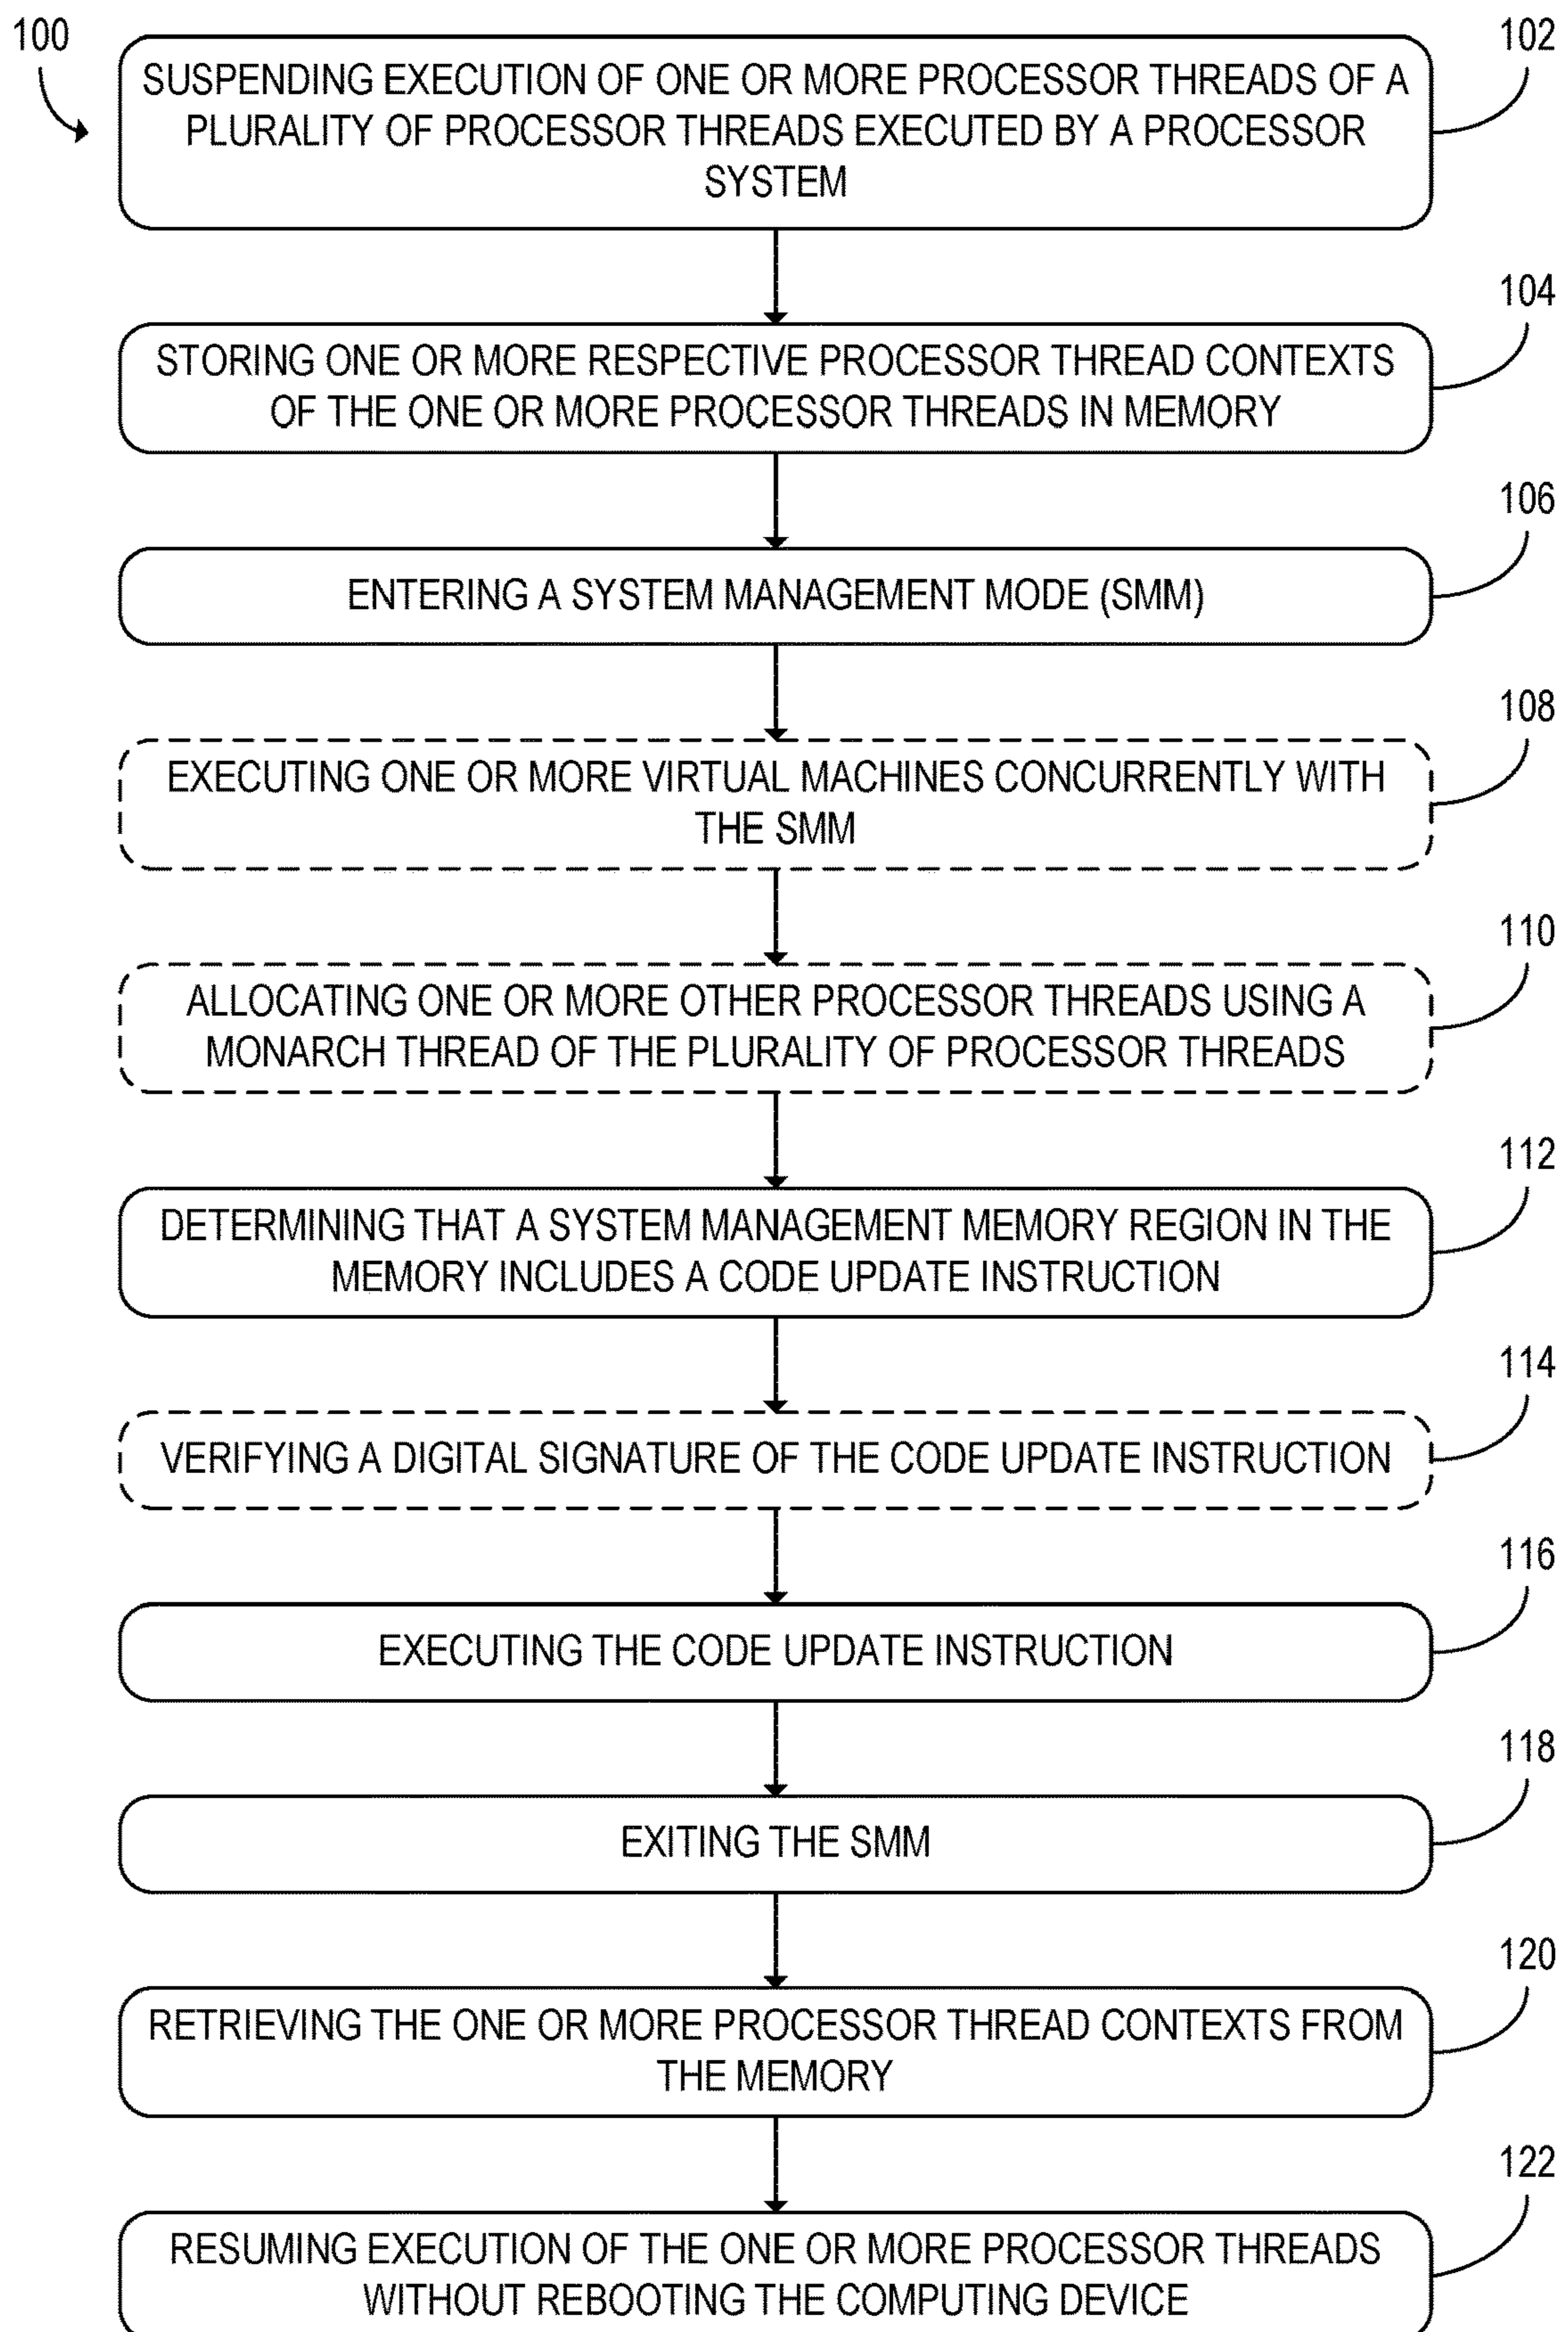 100
102
SUSPENDING EXECUTION OF ONE OR MORE PROCESSOR THREADS OF A
PLURALITY OF PROCESSOR THREADS EXECUTED BY A PROCESSOR
SYSTEM
104
STORING ONE OR MORE RESPECTIVE PROCESSOR THREAD CONTEXTS
OF THE ONE OR MORE PROCESSOR THREADS IN MEMORY
106
ENTERING A SYSTEM MANAGEMENT MODE (SMM)
108
EXECUTING ONE OR MORE VIRTUAL MACHINES CONCURRENTLY WITH
THE SMM
110
ALLOCATING ONE OR MORE OTHER PROCESSOR THREADS USING A
MONARCH THREAD OF THE PLURALITY OF PROCESSOR THREADS
112
DETERMINING THAT A SYSTEM MANAGEMENT MEMORY REGION IN THE
MEMORY INCLUDES A CODE UPDATE INSTRUCTION
114
VERIFYING A DIGITAL SIGNATURE OF THE CODE UPDATE INSTRUCTION
116
EXECUTING THE CODE UPDATE INSTRUCTION
118
EXITING THE SMM
120
RETRIEVING THE ONE OR MORE PROCESSOR THREAD CONTEXTS FROM
THE MEMORY
122
RESUMING EXECUTION OF THE ONE OR MORE PROCESSOR THREADS
WITHOUT REBOOTING THE COMPUTING DEVICE